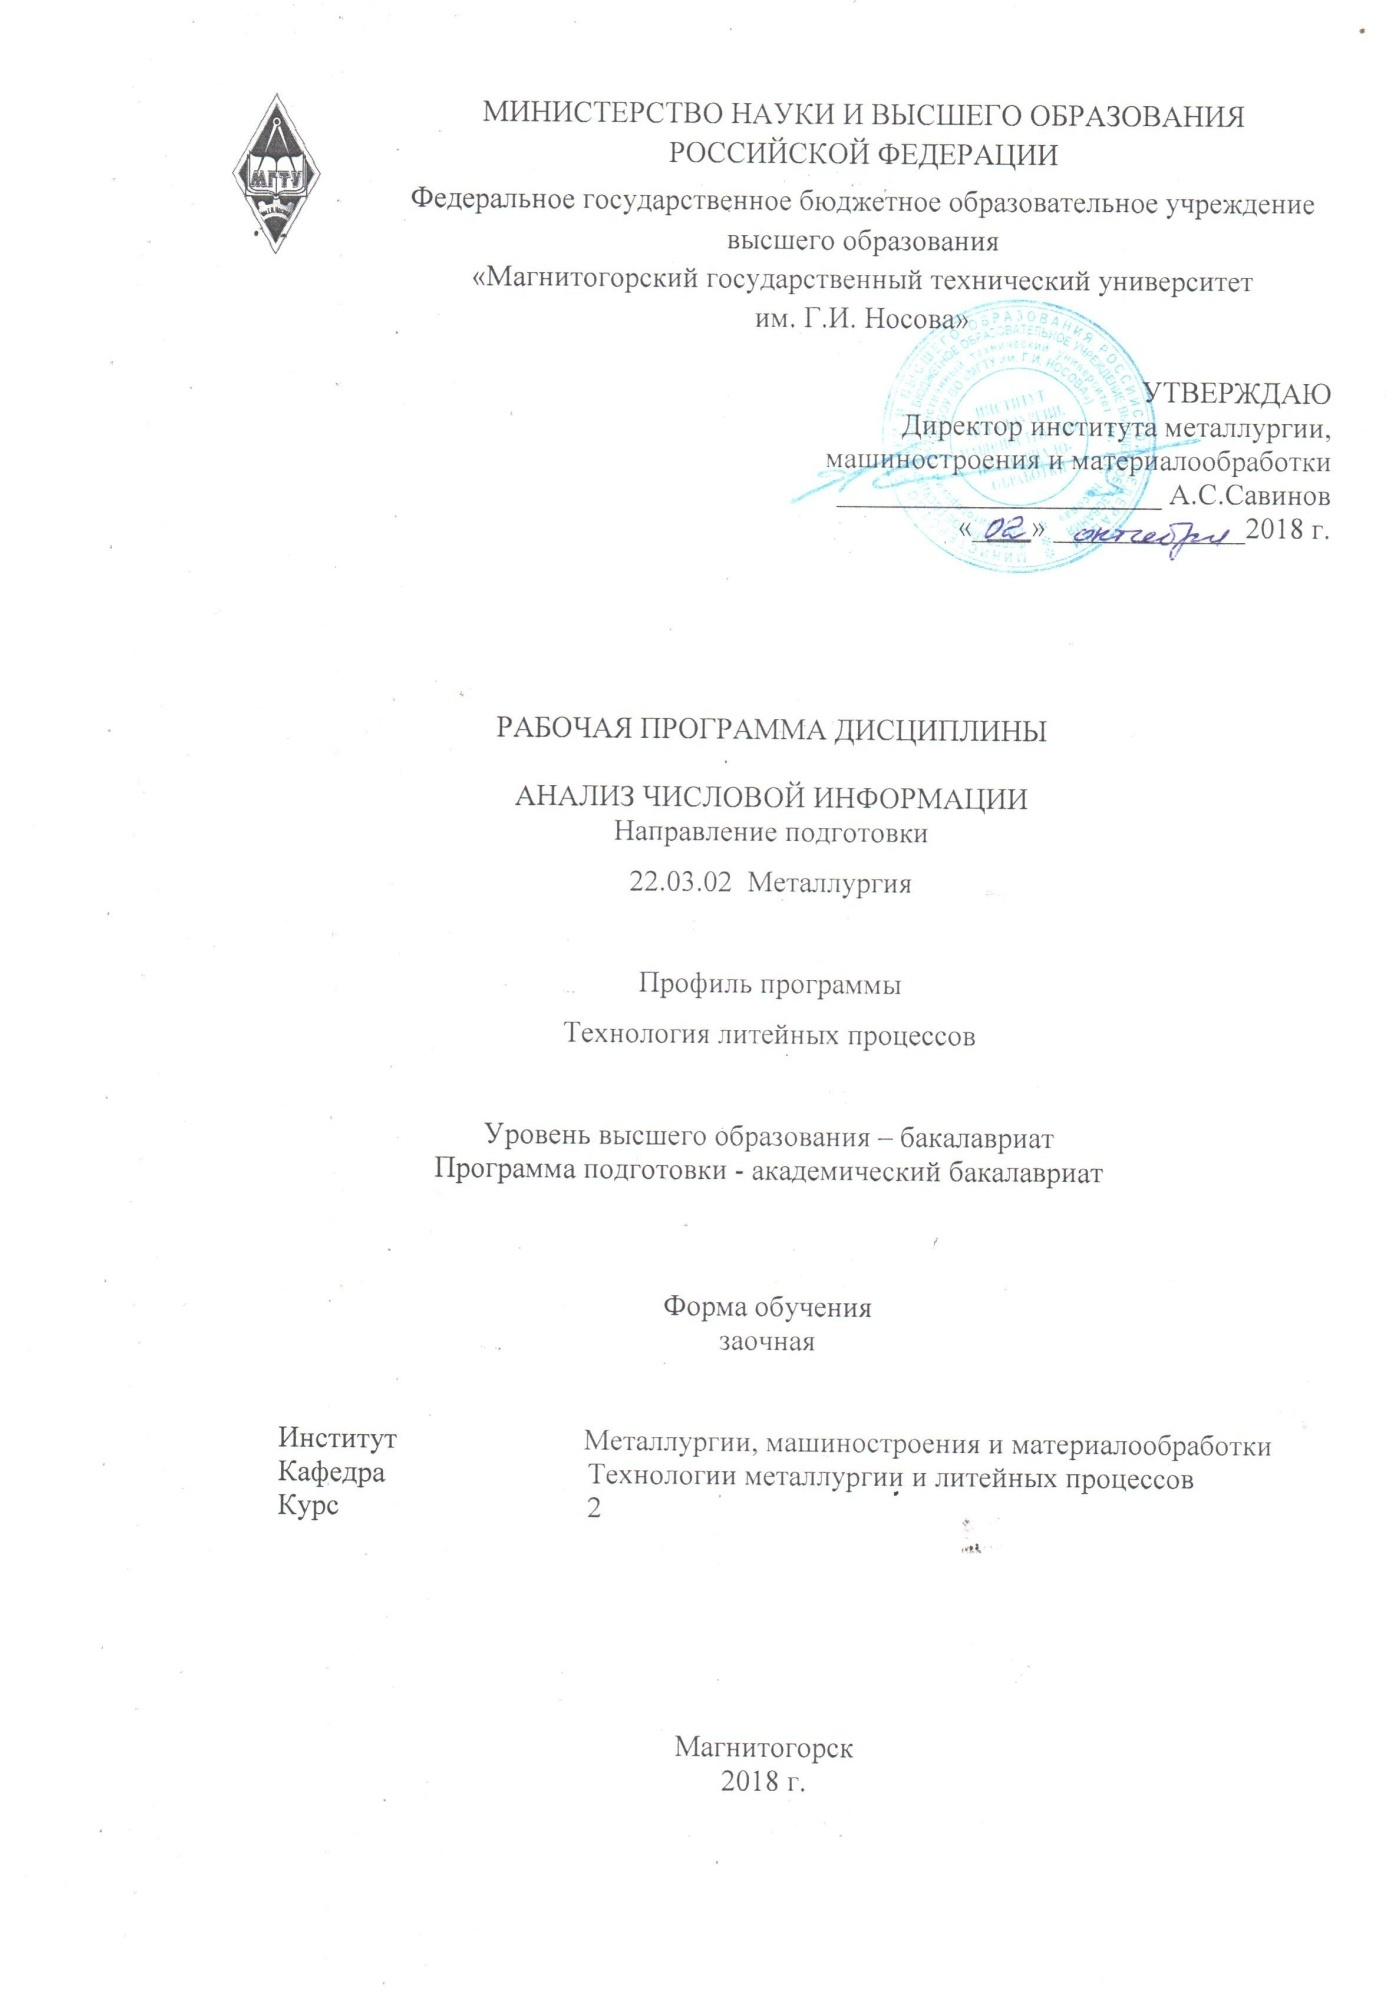 МИНИСТЕРСТВО НАУКИ И ВЫСШЕГО ОБРАЗОВАНИЯ
РОССИЙСКОЙ ФЕДЕРАЦИИ
МГТУ
Федеральное государственное бюджетное образовательное учреждение
высшего образования
«Магнитогорский государственный технический университет
им. Г.И. Носова»
УТВЕРЖДАЮ
Директор института металлургии,
машиностроения и материалообработки
А.С.Савинов
«02» октября 2018 г.
РАБОЧАЯ ПРОГРАММА ДИСЦИПЛИНЫ
АНАЛИЗ ЧИСЛОВОЙ ИНФОРМАЦИИ
Направление подготовки
22.03.02 Металлургия
Профиль программы
Технология литейных процессов
Уровень высшего образования – бакалавриат
Программа подготовки - академический бакалавриат
Форма обучения
заочная
Институт Металлургии, машиностроения и материалообработки
Кафедра Технологии металлургии и литейных процессов
Курс 2
Магнитогорск
2018 г.